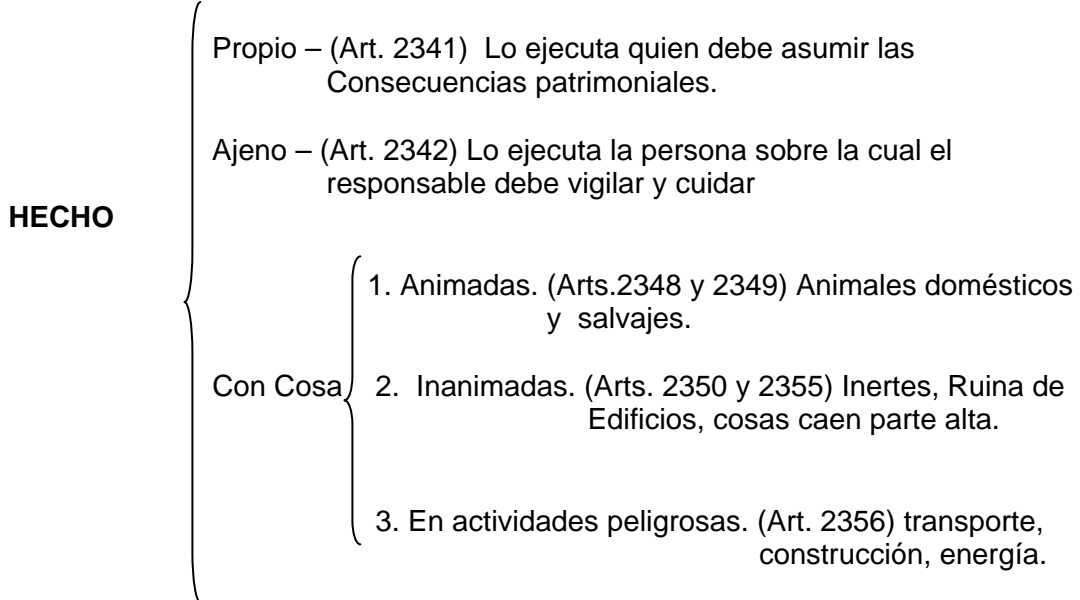 Propio – (Art. 2341) Lo ejecuta quien debe asumir las
Consecuencias patrimoniales.
Ajeno – (Art. 2342) Lo ejecuta la persona sobre la cual el
responsable debe vigilar y cuidar
HECHO
1. Animadas. (Arts.2348 y 2349) Animales domésticos
y salvajes.
Con Cosa
2. Inanimadas. (Arts. 2350 y 2355) Inertes, Ruina de
Edificios, cosas caen parte alta.
3. En actividades peligrosas. (Art. 2356) transporte,
construcción, energía.